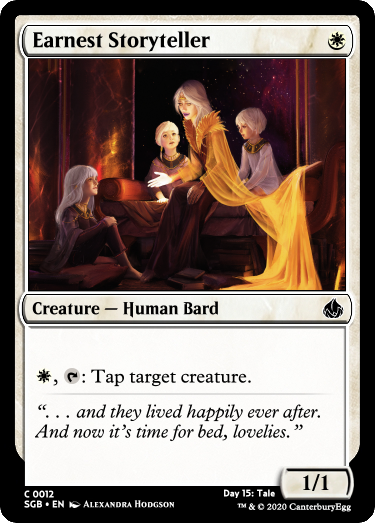 Earnest Storyteller
Creature — Human Bard
, : Tap target creature.
“. . . and they lived happily ever after.
And now it’s time for bed, lovelies.”
1/1
C 0012
SGB • EN Alexandra Hodgson
Day 15: Tale
™ & © 2020 CanterburyEgg